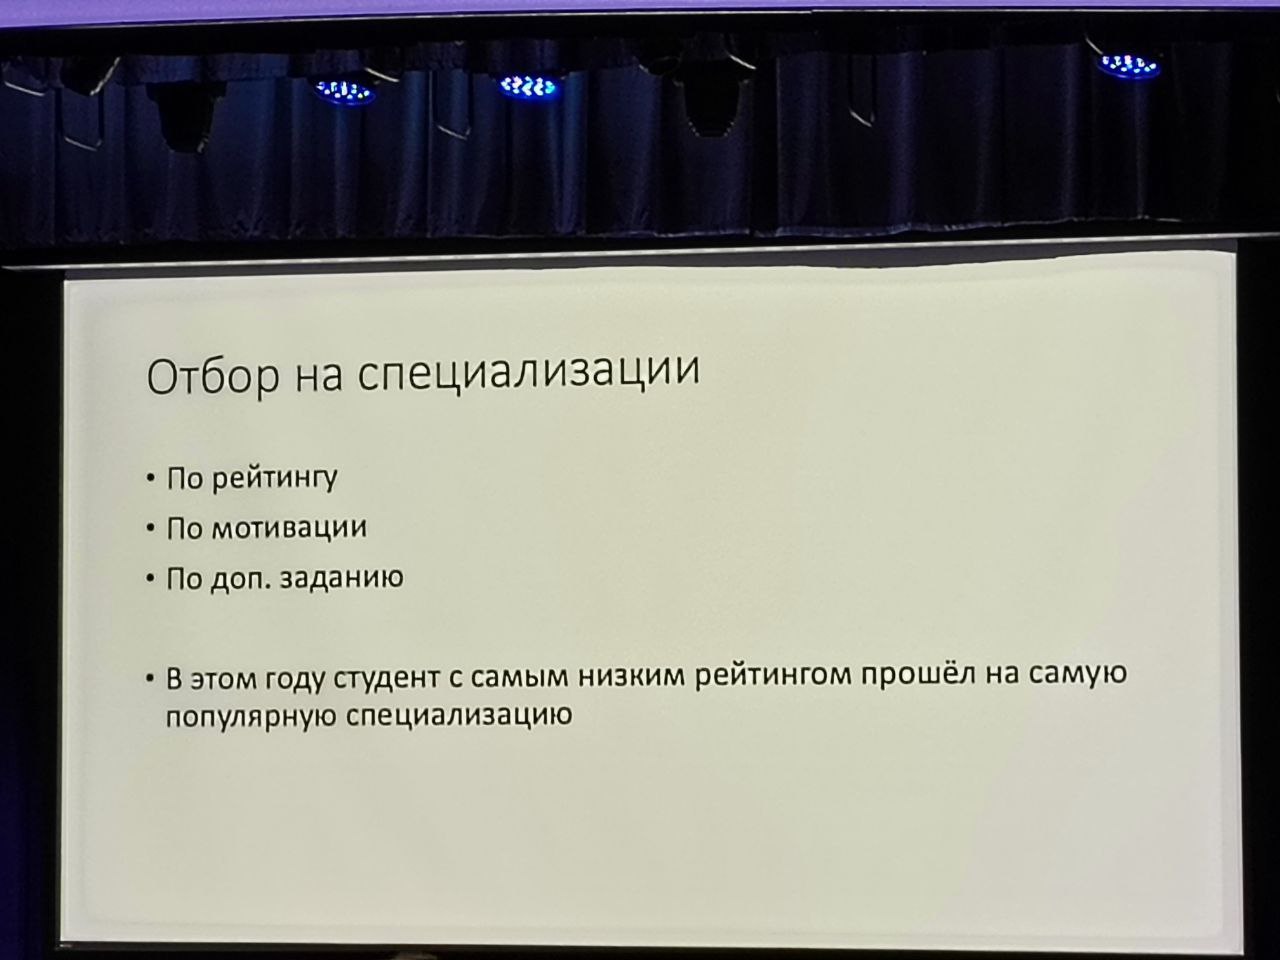 Отбор на специализации
• По рейтингу
• По мотивации
• По доп. заданию
• В этом году студент с самым низким рейтингом прошёл на самую
популярную специализацию